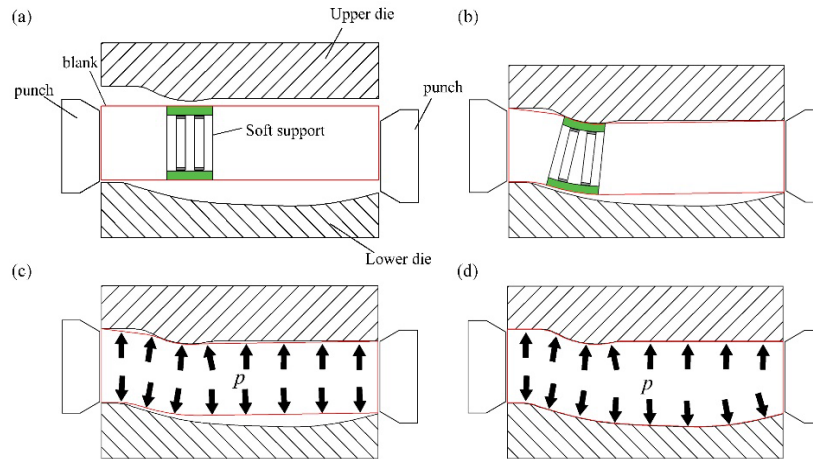 (a)
Upper die
(b)
blank
punch
punch
Soft support
Lower die
(c)
(d)
p
p